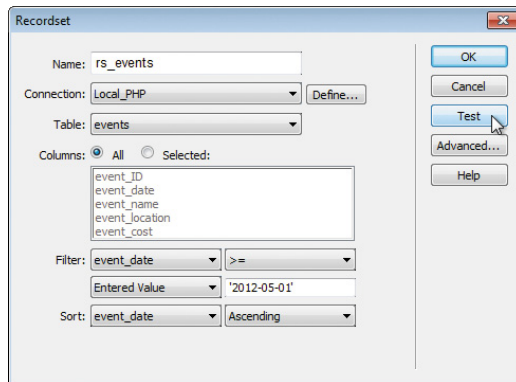 Recordset
Name: rs_events
Connection: Local_PHP Define...
Table: events
Columns: All Selected:
event_ID
event_date
event_name
event_location
event_cost
Filter: event_date >=
Entered Value '2012-05-01'
Sort: event_date Ascending
OK
Cancel
Test
Advanced...
Help